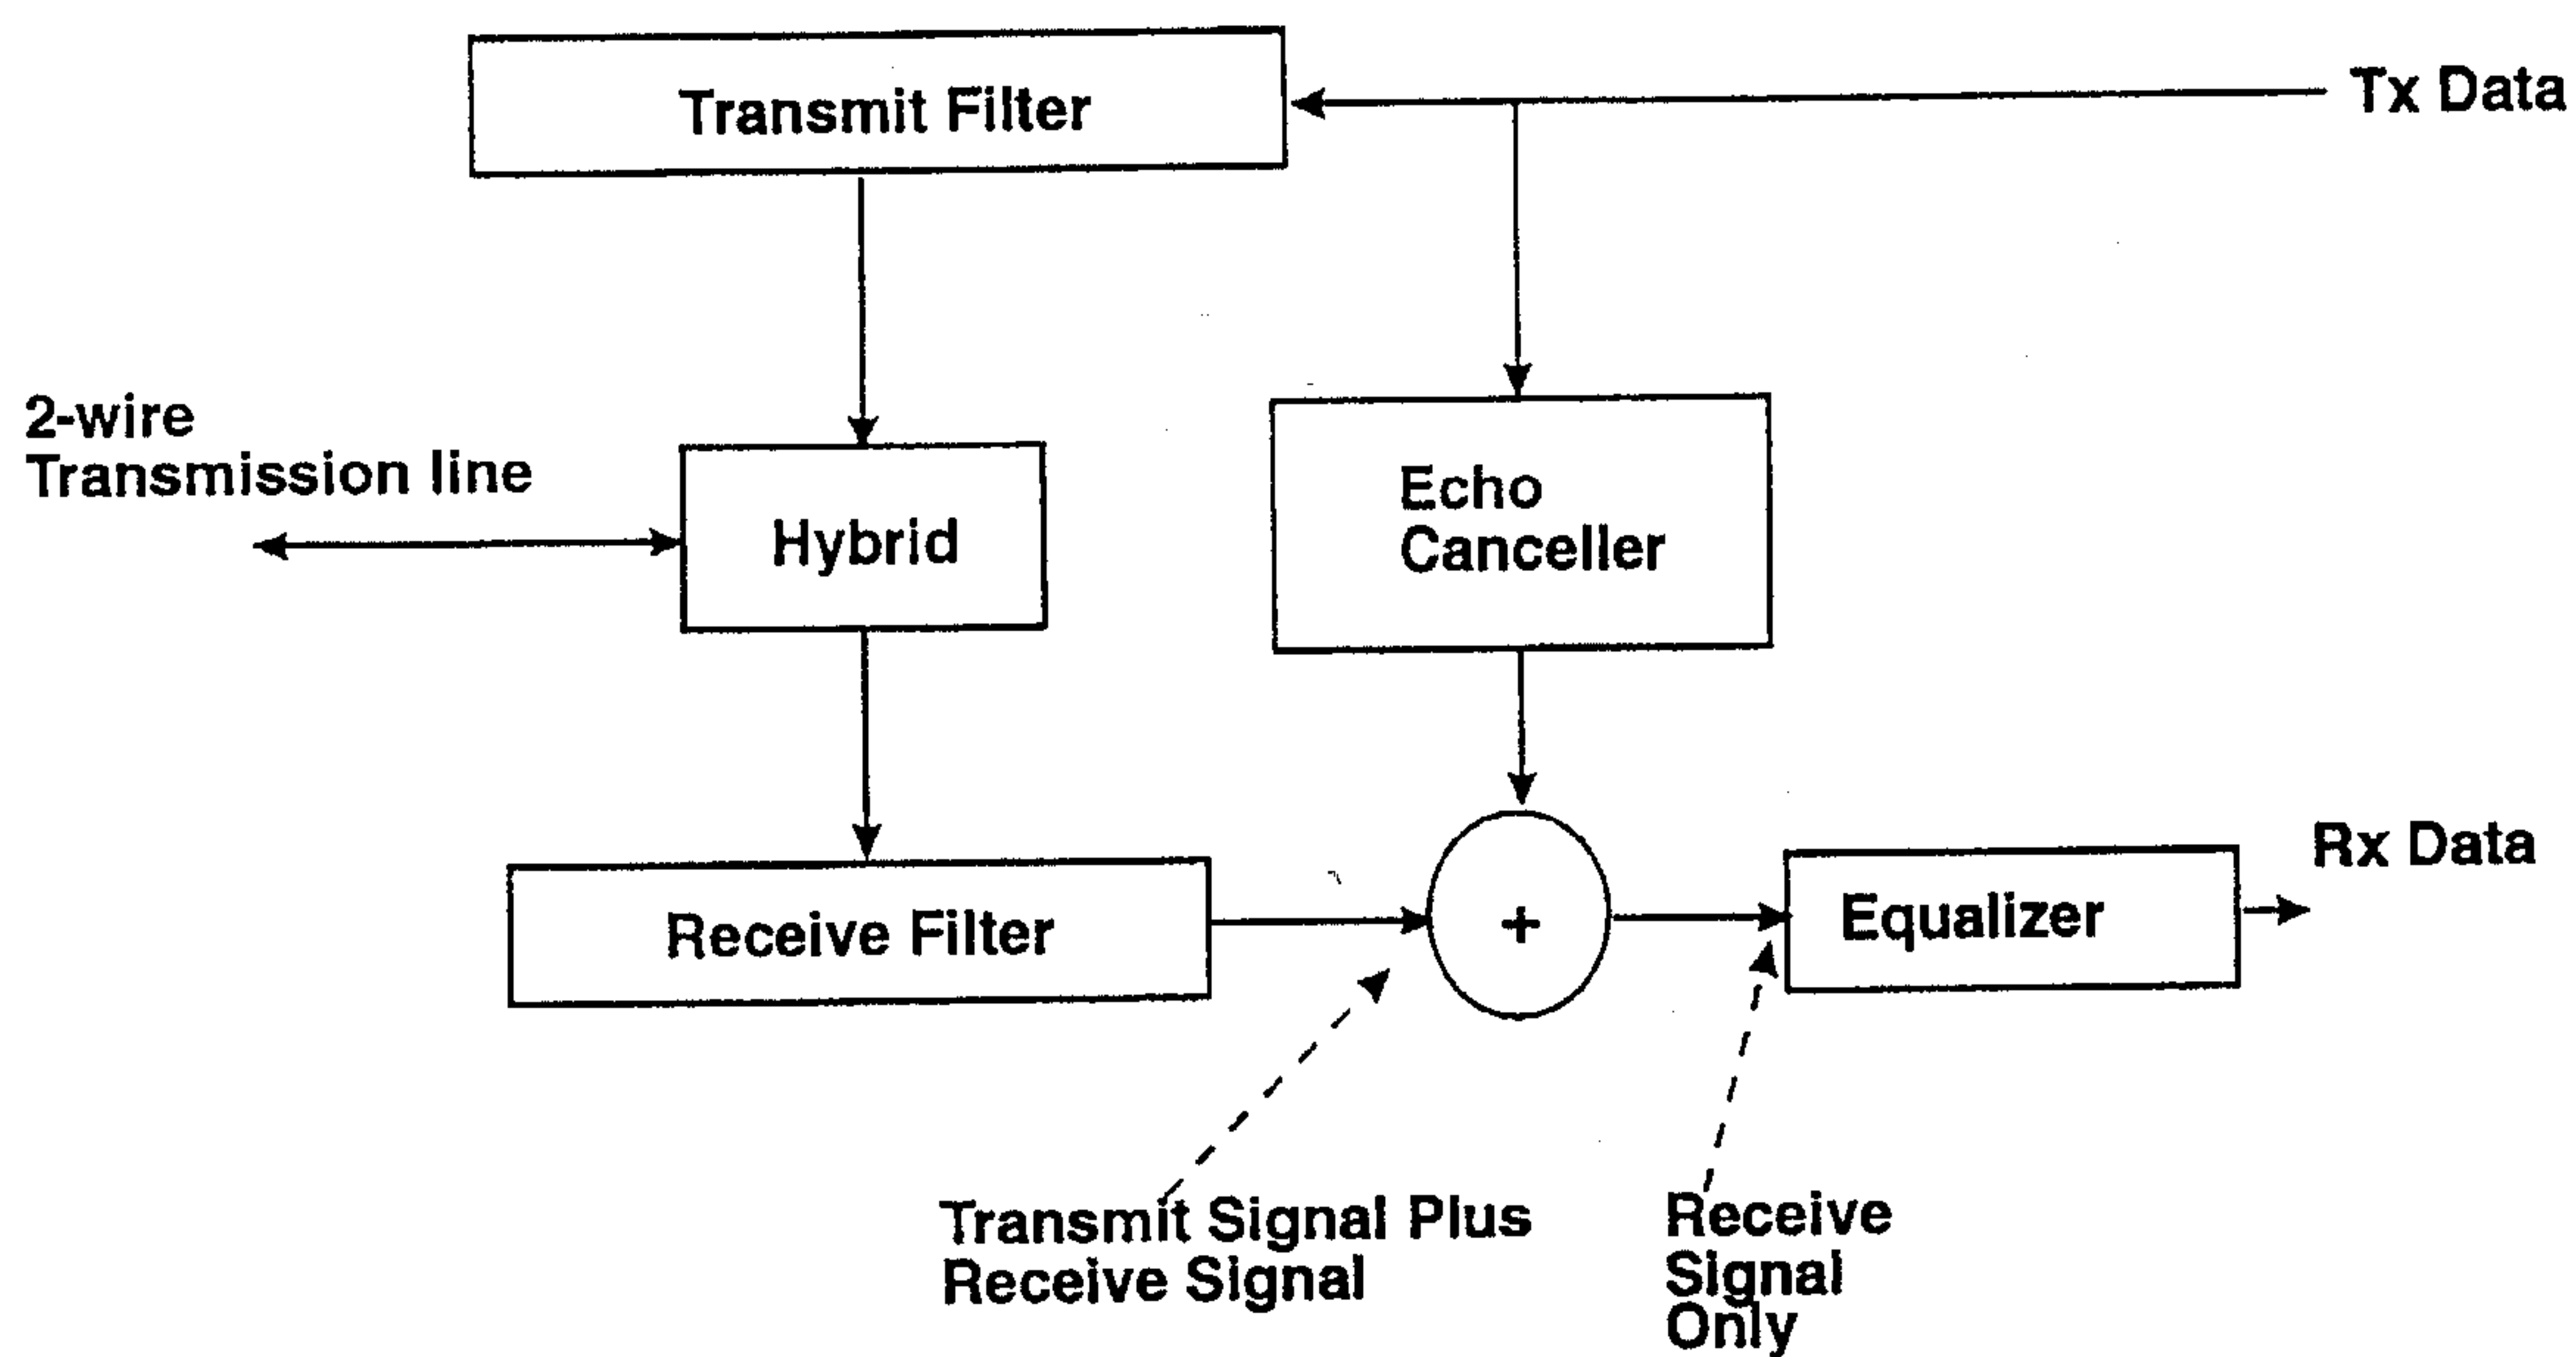 Transmit Filter
Tx Data
2-wire
Transmission line
Hybrid
Echo
Canceller
Receive Filter
+
Equalizer
Rx Data
Transmit Signal Plus
Receive Signal
Receive
Signal
Only